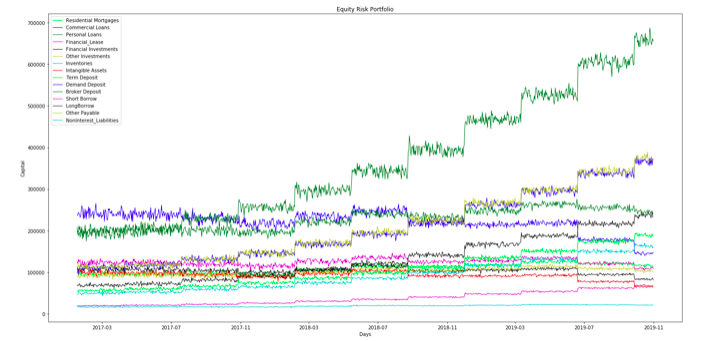 Equity Risk Portfolio
Residential Mortgages
Commercial Loans
Personal Loans
Financial_Lease
Financial Investments
Other Investments
Inventories
Intangible Assets
Term Deposit
Demand Deposit
Broker Deposit
Short Borrow
LongBorrow
Other Payable
NonInterest_Liabilities
700000
600000
500000
400000
300000
200000
100000
0
Capital
2017-03 2017-07 2017-11 2018-03 2018-07 2018-11 2019-03 2019-07 2019-11
Days